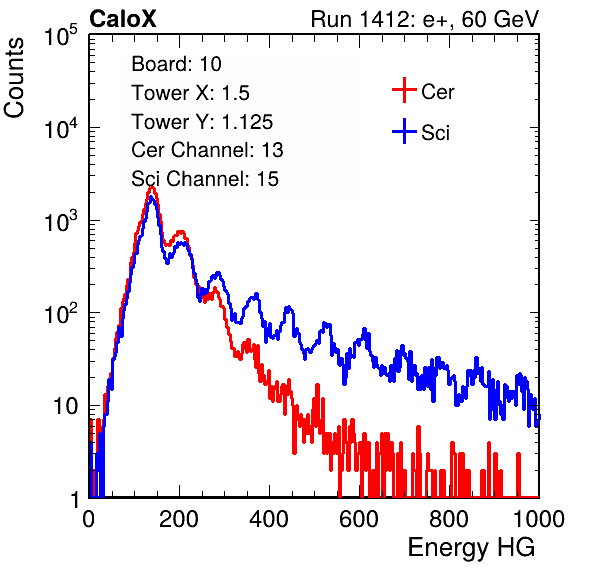 CaloX Run 1412: e+, 60 GeV
Counts
10^5
10^4
10^3
10^2
10
1
Board: 10
Tower X: 1.5
Tower Y: 1.125
Cer Channel: 13
Sci Channel: 15
Cer
Sci
0 200 400 600 800 1000
Energy HG